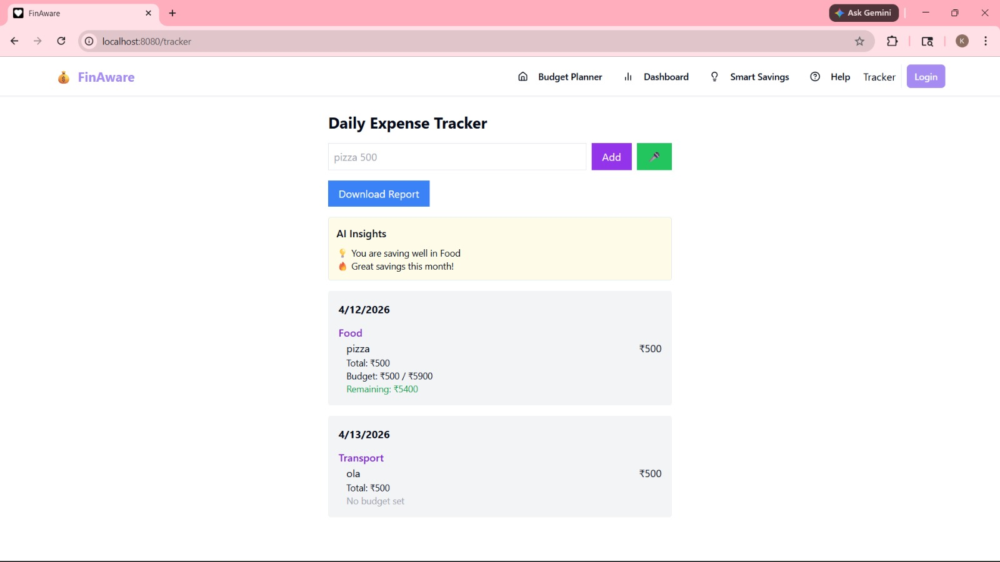 FinAware
Ask Gemini
localhost:8080/tracker
K
FinAware
Budget Planner
Dashboard
Smart Savings
Help
Tracker
Login
Daily Expense Tracker
pizza 500
Add
Download Report
AI Insights
You are saving well in Food
Great savings this month!
4/12/2026
Food
pizza ₹500
Total: ₹500
Budget: ₹500 / ₹5900
Remaining: ₹5400
4/13/2026
Transport
ola ₹500
Total: ₹500
No budget set